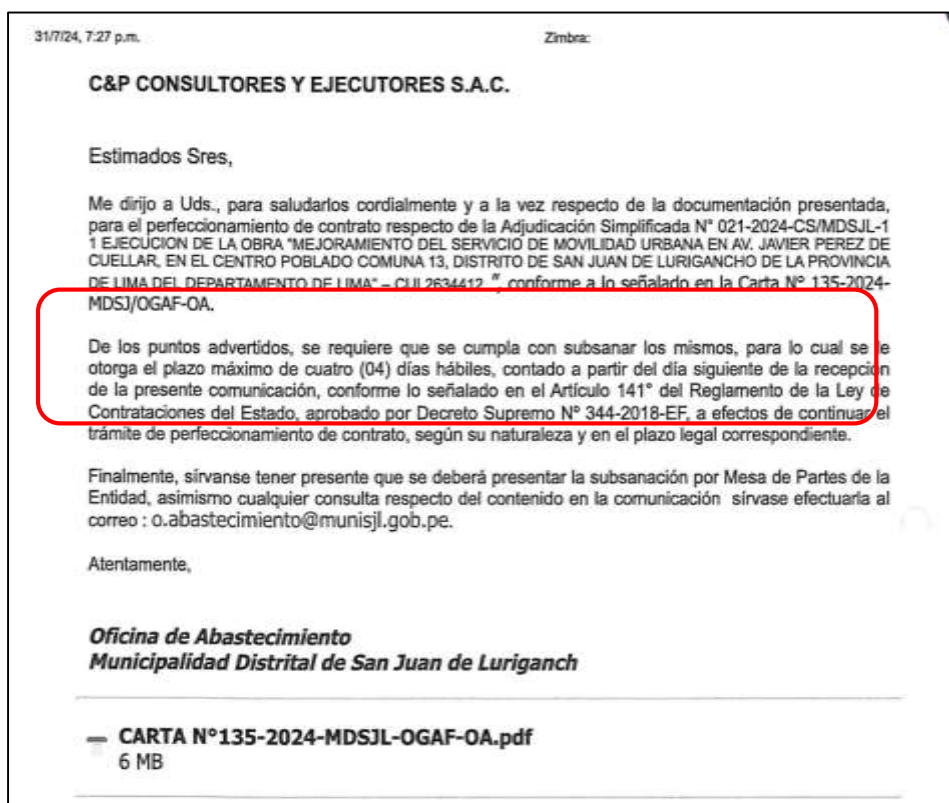 31/7/24, 7:27 p.m.
Zimbra:
C&P CONSULTORES Y EJECUTORES S.A.C.
Estimados Sres,
Me dirijo a Uds., para saludarlos cordialmente y a la vez respecto de la documentación presentada,
para el perfeccionamiento de contrato respecto de la Adjudicación Simplificada N° 021-2024-CS/MDSJL-1
1 EJECUCION DE LA OBRA "MEJORAMIENTO DEL SERVICIO DE MOVILIDAD URBANA EN AV. JAVIER PEREZ DE
CUELLAR, EN EL CENTRO POBLADO COMUNA 13, DISTRITO DE SAN JUAN DE LURIGANCHO DE LA PROVINCIA
DE LIMA DEL DEPARTAMENTO DE LIMA" – CUI 2634412. ", conforme a lo señalado en la Carta Nº 135-2024-
MDSJ/OGAF-OA.
De los puntos advertidos, se requiere que se cumpla con subsanar los mismos, para lo cual se le
otorga el plazo máximo de cuatro (04) días hábiles, contado a partir del día siguiente de la recepción
de la presente comunicación, conforme lo señalado en el Artículo 141° del Reglamento de la Ley de
Contrataciones del Estado, aprobado por Decreto Supremo Nº 344-2018-EF, a efectos de continuar el
trámite de perfeccionamiento de contrato, según su naturaleza y en el plazo legal correspondiente.
Finalmente, sírvanse tener presente que se deberá presentar la subsanación por Mesa de Partes de la
Entidad, asimismo cualquier consulta respecto del contenido en la comunicación sírvase efectuarla al
correo : o.abastecimiento@munisjl.gob.pe.
Atentamente,
Oficina de Abastecimiento
Municipalidad Distrital de San Juan de Luriganch
CARTA Nº135-2024-MDSJL-OGAF-OA.pdf
6 MB